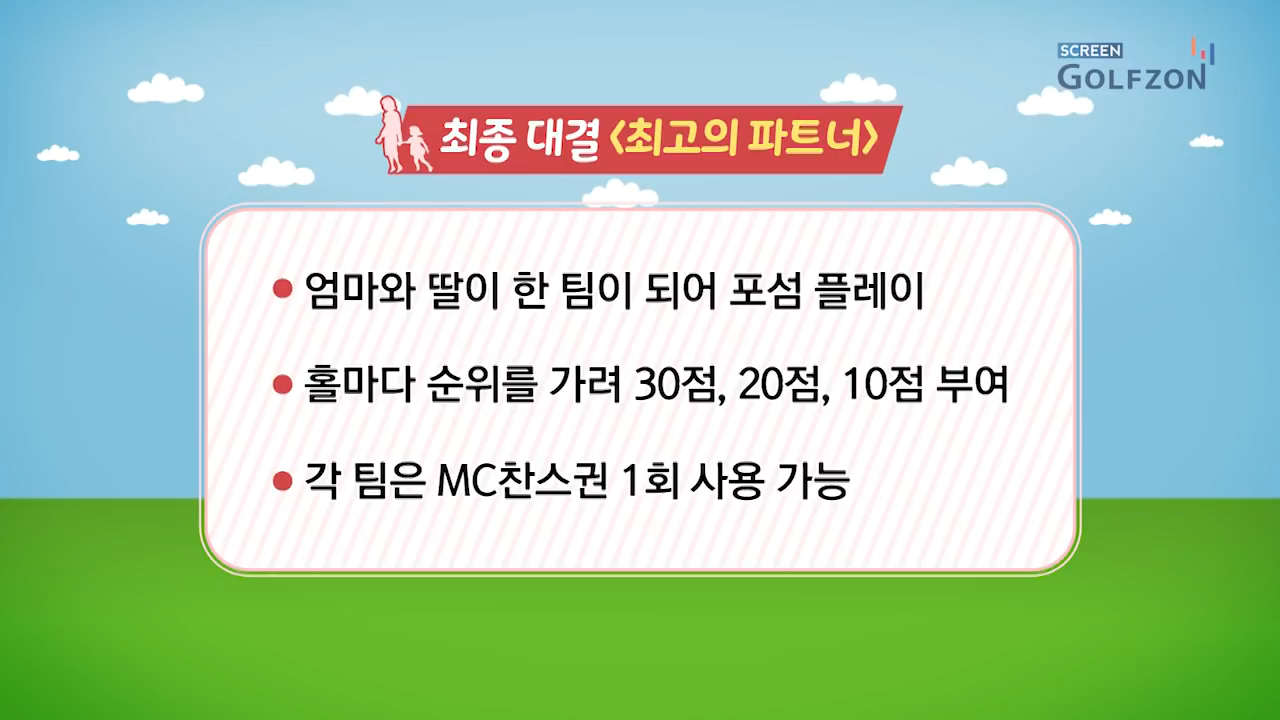 SCREEN
GOLFZON
최종 대결 <최고의 파트너>
● 엄마와 딸이 한 팀이 되어 포섬 플레이
● 홀마다 순위를 가려 30점, 20점, 10점 부여
● 각 팀은 MC찬스권 1회 사용 가능